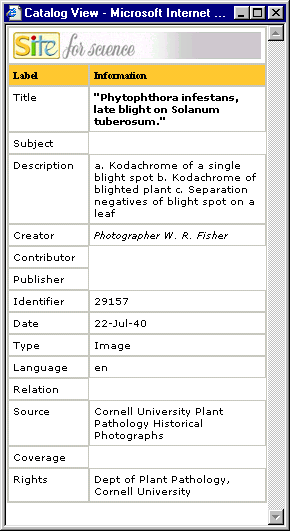 Catalog View - Microsoft Internet ...
Site for science
Label Information
Title "Phytophthora infestans,
late blight on Solanum
tuberosum."
Subject
Description a. Kodachrome of a single
blight spot b. Kodachrome of
blighted plant c. Separation
negatives of blight spot on a
leaf
Creator Photographer W. R. Fisher
Contributor
Publisher
Identifier 29157
Date 22-Jul-40
Type Image
Language en
Relation
Source Cornell University Plant
Pathology Historical
Photographs
Coverage
Rights Dept of Plant Pathology,
Cornell University